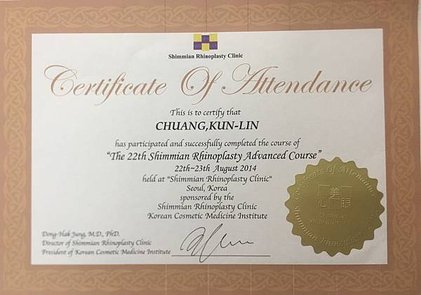 Shimmian Rhinoplasty Clinic
Certificate Of Attendance
This is to certify that
CHUANG,KUN-LIN
has participated and successfully completed the course of
"The 22th Shimmian Rhinoplasty Advanced Course"
22th-23th August 2014
held at "Shimmian Rhinoplasty Clinic"
Seoul, Korea
sponsored by the
Shimmian Rhinoplasty Clinic
Korean Cosmetic Medicine Institute
Dong-Hak Jung, M.D., PhD.
Director of Shimmian Rhinoplasty Clinic
President of Korean Cosmetic Medicine Institute